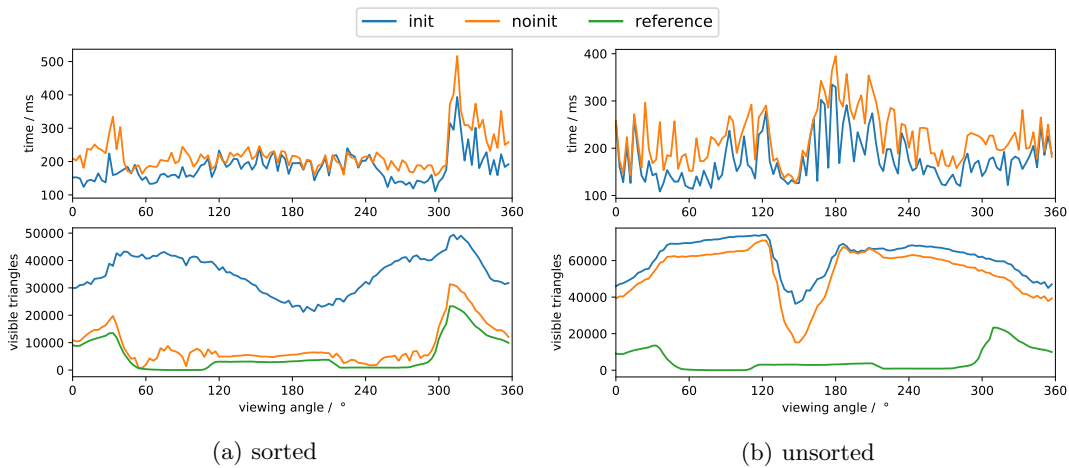 init noinit reference
time / ms
500
400
300
200
100
0 60 120 180 240 300 360
visible triangles
50000
40000
30000
20000
10000
0
0 60 120 180 240 300 360
viewing angle / °
(a) sorted
time / ms
400
300
200
100
0 60 120 180 240 300 360
visible triangles
60000
40000
20000
0
0 60 120 180 240 300 360
viewing angle / °
(b) unsorted